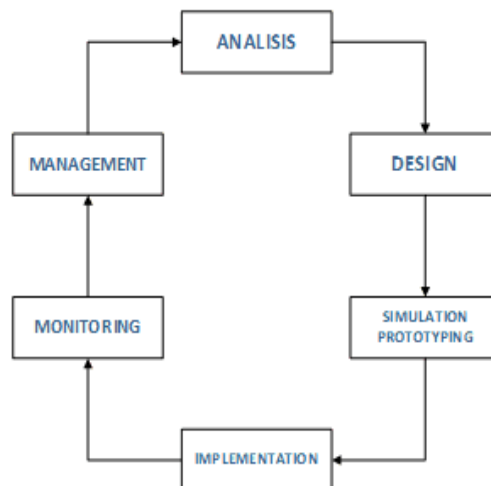 ANALISIS
DESIGN
SIMULATION
PROTOTYPING
IMPLEMENTATION
MONITORING
MANAGEMENT